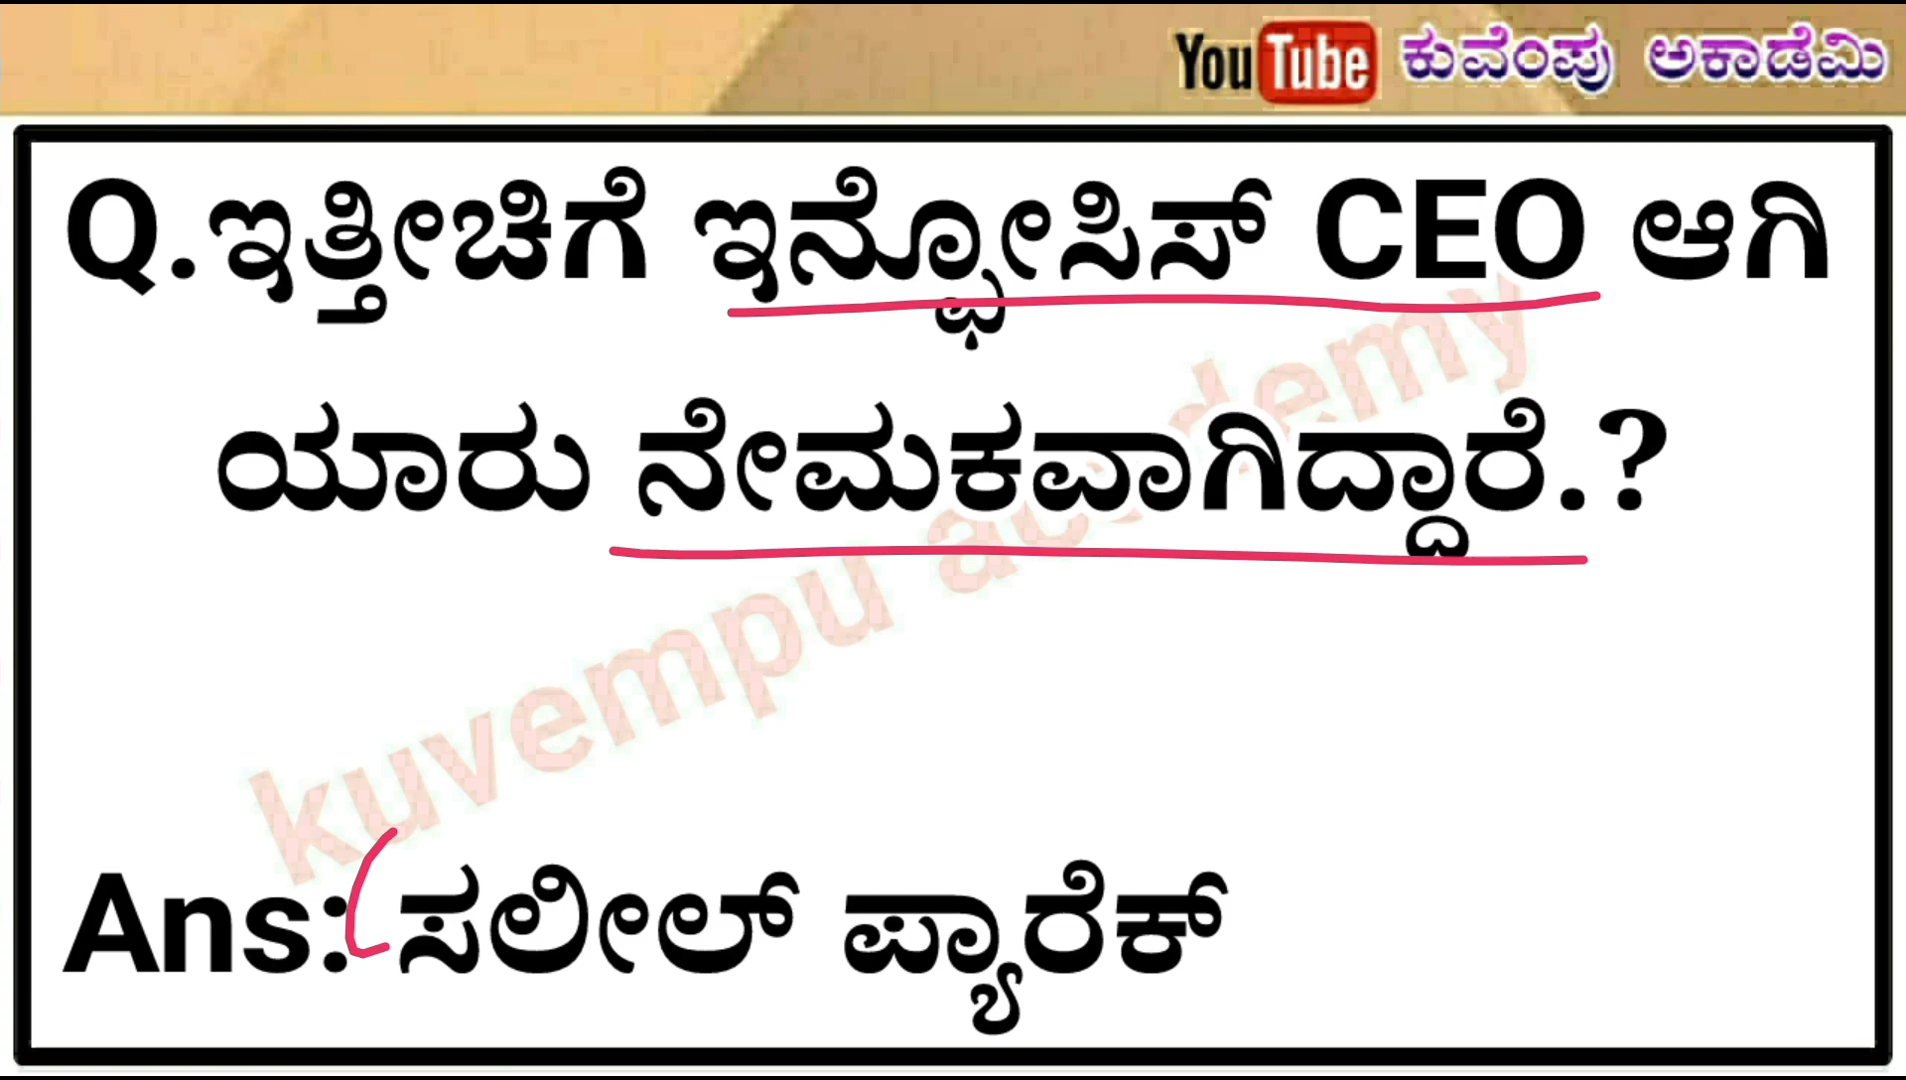 YouTube ಕುವೆಂಪು ಅಕಾಡೆಮಿ
Q.ಇತ್ತೀಚಿಗೆ ಇನ್ಫೋಸಿಸ್ CEO ಆಗಿ
ಯಾರು ನೇಮಕವಾಗಿದ್ದಾರೆ.?
kuvempu academy
Ans: ಸಲೀಲ್ ಪ್ಯಾರೆಕ್